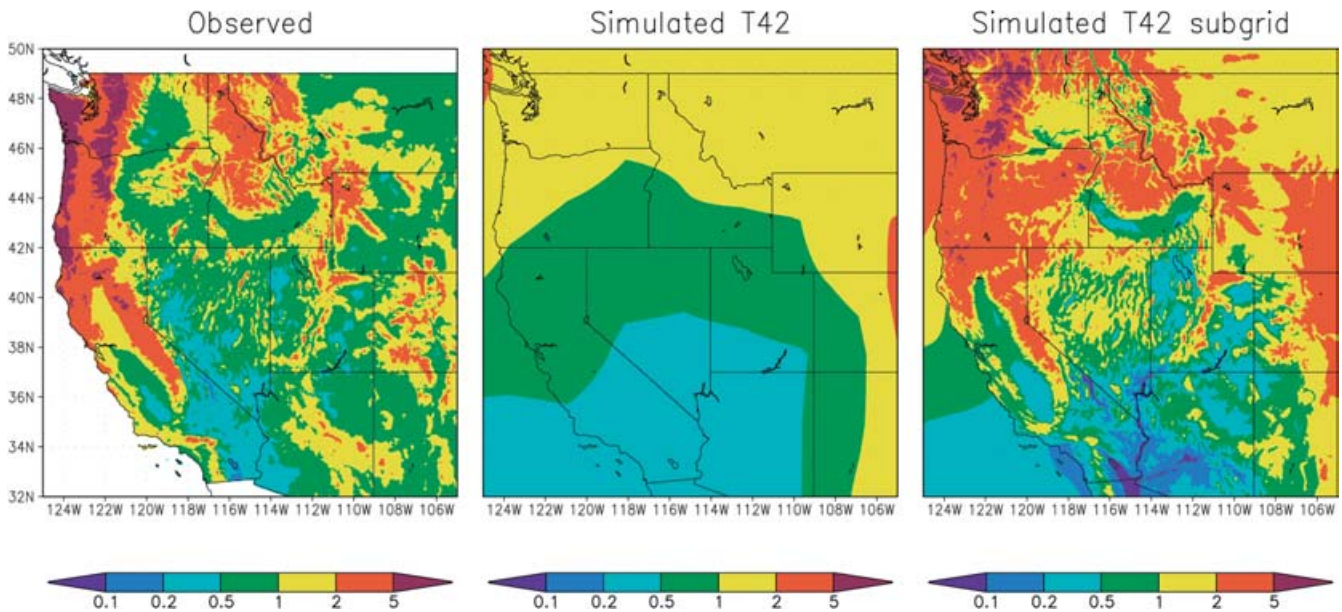 Observed Simulated T42 Simulated T42 subgrid
50N
48N
46N
44N
42N
40N
38N
36N
34N
32N
124W 122W 120W 118W 116W 114W 112W 110W 108W 106W 124W 122W 120W 118W 116W 114W 112W 110W 108W 106W 124W 122W 120W 118W 116W 114W 112W 110W 108W 106W
0.1 0.2 0.5 1 2 5 0.1 0.2 0.5 1 2 5 0.1 0.2 0.5 1 2 5